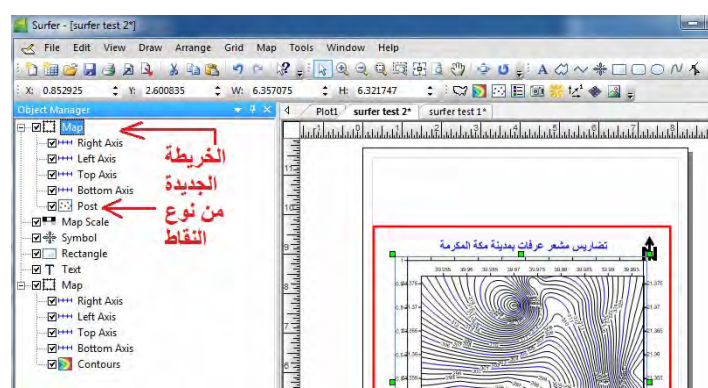 Surfer - [surfer test 2*]
File Edit View Draw Arrange Grid Map Tools Window Help
X: 0.852925 Y: 2.600835 W: 6.357075 H: 6.321747
Object Manager
Plot1 surfer test 2* surfer test 1*
Map
Right Axis
Left Axis
Top Axis
Bottom Axis
Post
Map Scale
Symbol
Rectangle
Text
Map
Right Axis
Left Axis
Top Axis
Bottom Axis
Contours
الخريطة
الجديدة
من نوع
النقاط
تضاريس مشعر عرفات بمدينة مكة المكرمة